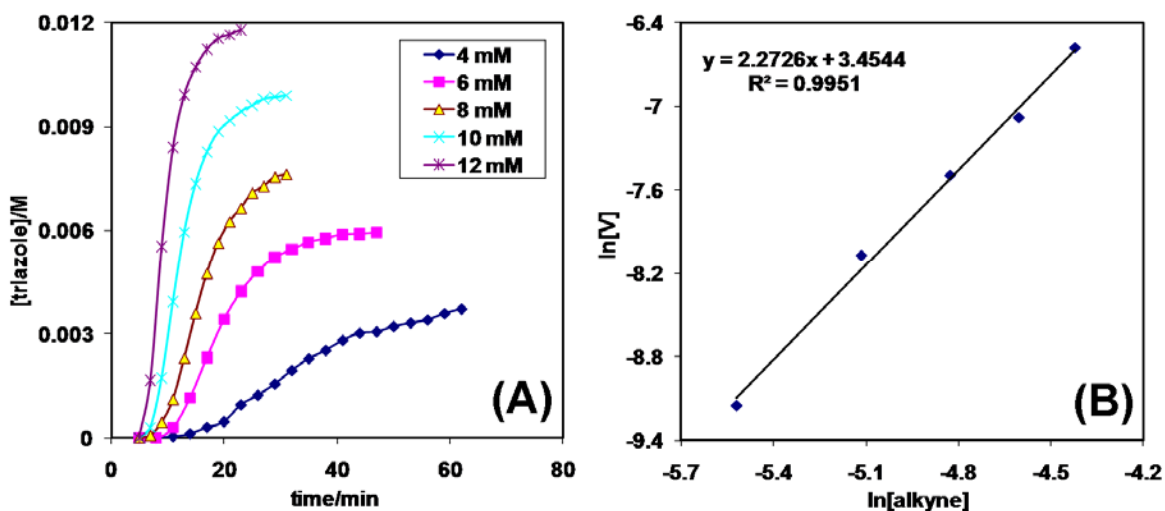 0.012
0.009
0.006
0.003
0
[triazole]/M
0
20
40
60
80
time/min
4 mM
6 mM
8 mM
10 mM
12 mM
(A)
-6.4
-7
-7.6
-8.2
-8.8
-9.4
ln[V]
y = 2.2726x + 3.4544
R² = 0.9951
-5.7
-5.4
-5.1
-4.8
-4.5
-4.2
ln[alkyne]
(B)